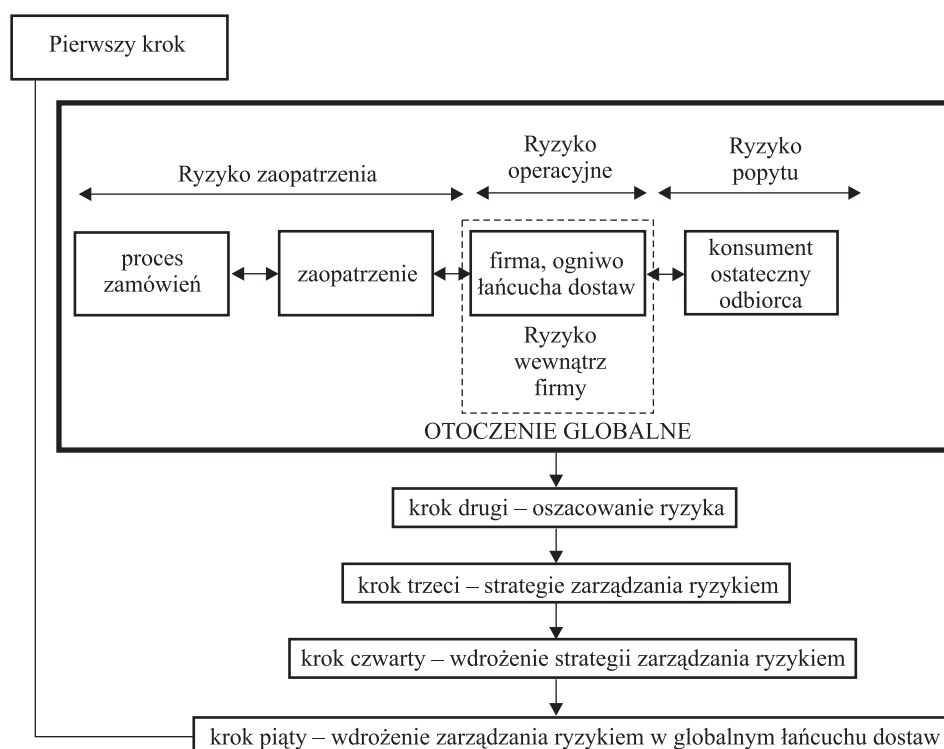 Pierwszy krok
Ryzyko zaopatrzenia
Ryzyko
operacyjne
Ryzyko
popytu
proces
zamówień
zaopatrzenie
firma, ogniwo
łańcucha dostaw
konsument
ostateczny
odbiorca
Ryzyko
wewnątrz
firmy
OTOCZENIE GLOBALNE
krok drugi – oszacowanie ryzyka
krok trzeci – strategie zarządzania ryzykiem
krok czwarty – wdrożenie strategii zarządzania ryzykiem
krok piąty – wdrożenie zarządzania ryzykiem w globalnym łańcuchu dostaw